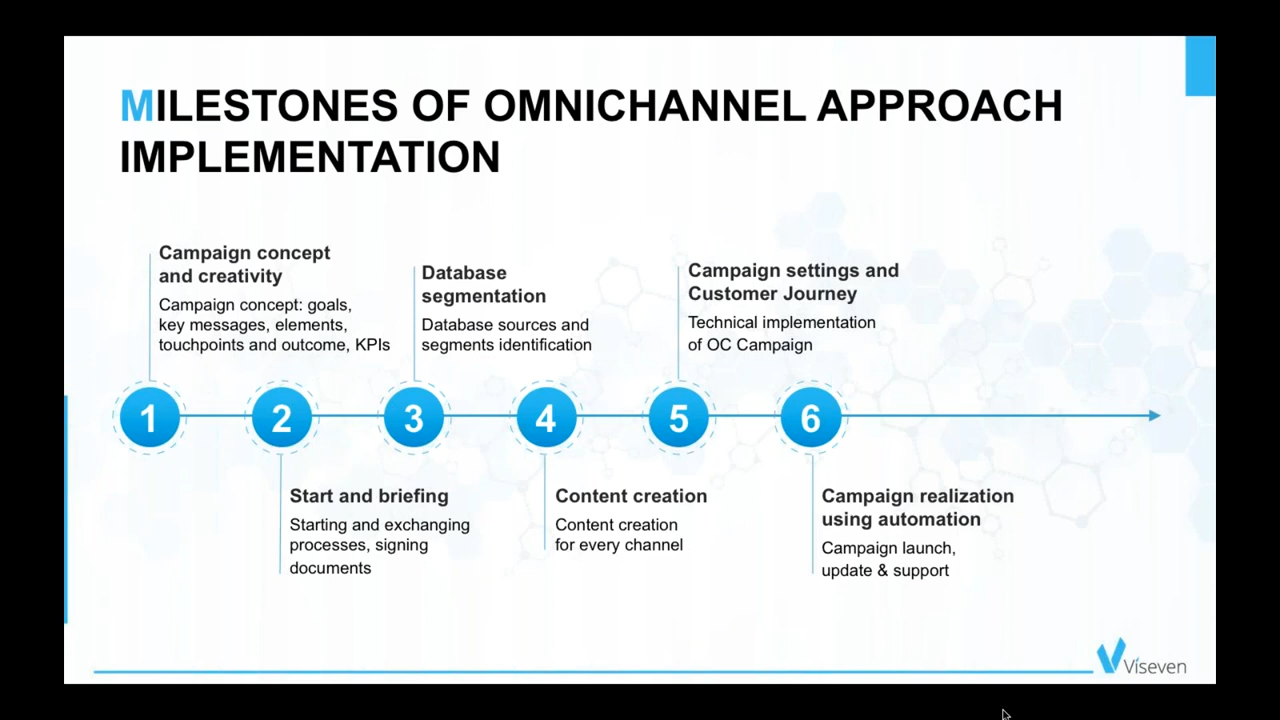 MILESTONES OF OMNICHANNEL APPROACH
IMPLEMENTATION
Campaign concept
and creativity
Campaign concept: goals,
key messages, elements,
touchpoints and outcome, KPIs
Database
segmentation
Database sources and
segments identification
Campaign settings and
Customer Journey
Technical implementation
of OC Campaign
1
2
3
4
5
6
Start and briefing
Starting and exchanging
processes, signing
documents
Content creation
Content creation
for every channel
Campaign realization
using automation
Campaign launch,
update & support
Viseven